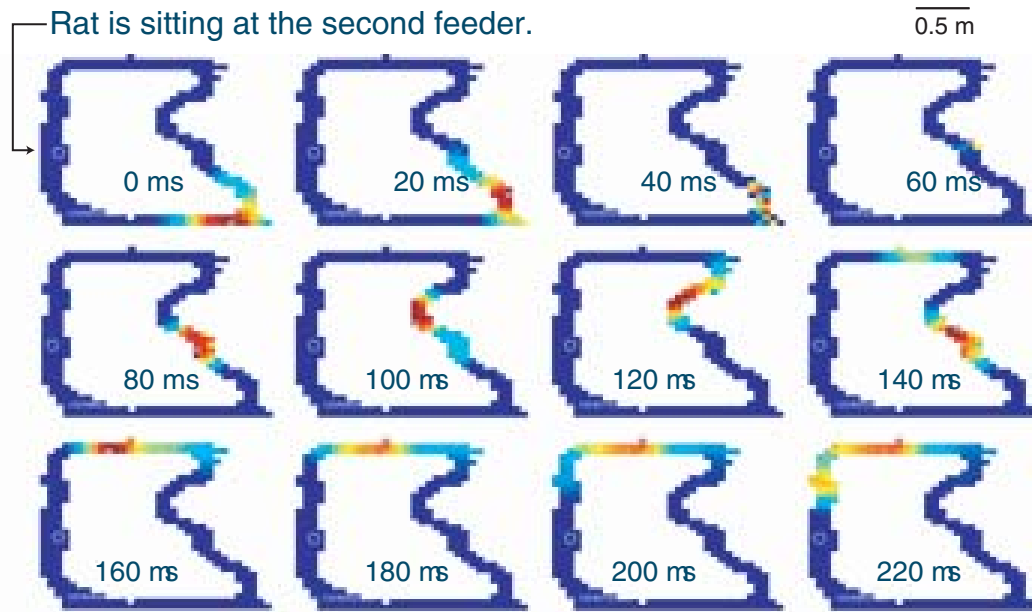 Rat is sitting at the second feeder.
0.5 m
0 ms
20 ms
40 ms
60 ms
80 ms
100 ms
120 ms
140 ms
160 ms
180 ms
200 ms
220 ms